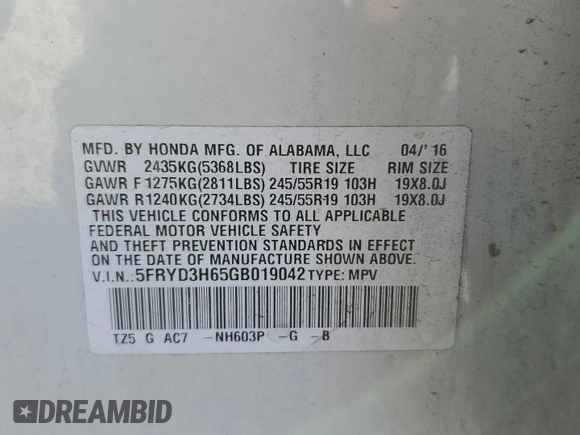 MFD. BY HONDA MFG. OF ALABAMA, LLC 04/'16
GVWR 2435KG(5368LBS) TIRE SIZE RIM SIZE
GAWR F1275KG(2811LBS) 245/55R19 103H 19X8.0J
GAWR R1240KG(2734LBS) 245/55R19 103H 19X8.0J
THIS VEHICLE CONFORMS TO ALL APPLICABLE
FEDERAL MOTOR VEHICLE SAFETY
AND THEFT PREVENTION STANDARDS IN EFFECT
ON THE DATE OF MANUFACTURE SHOWN ABOVE.
V.I.N.:5FRYD3H65GB019042 TYPE: MPV
TZ5 G AC7 -NH603P -G -B
DREAMBID